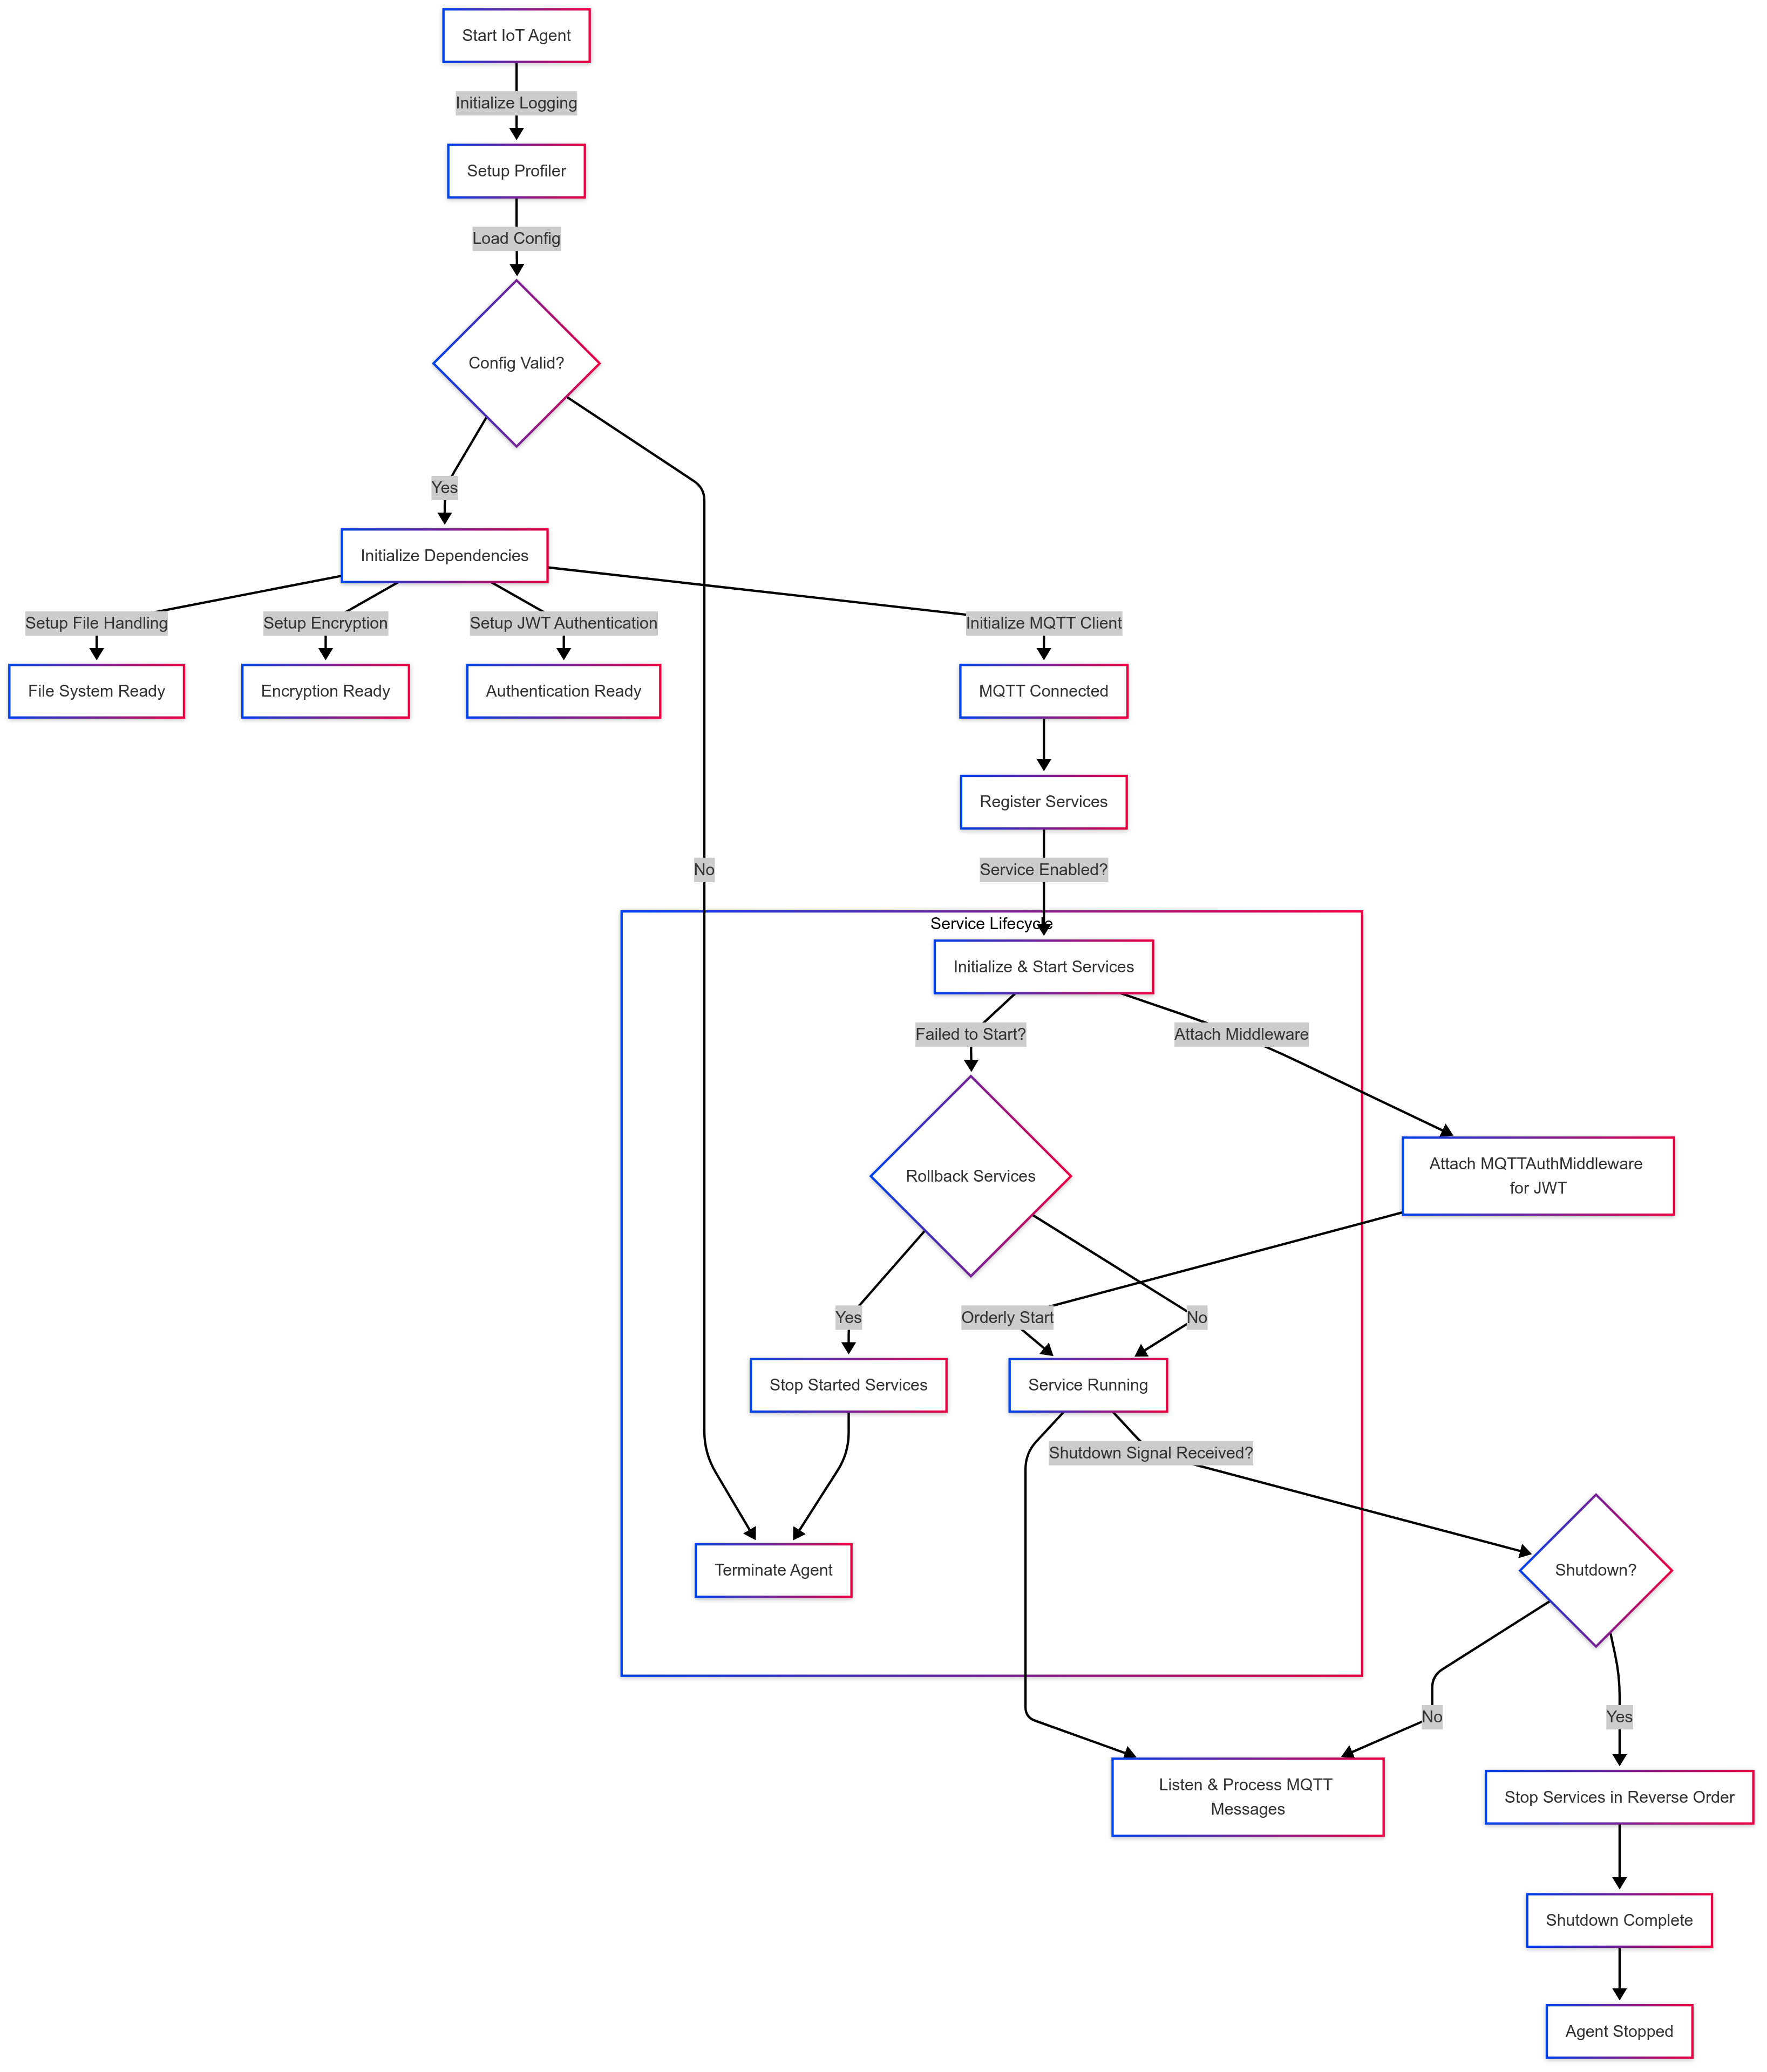 Start IoT Agent
Initialize Logging
Setup Profiler
Load Config
Config Valid?
Yes
Initialize Dependencies
Setup File Handling
Setup Encryption
Setup JWT Authentication
Initialize MQTT Client
File System Ready
Encryption Ready
Authentication Ready
MQTT Connected
Register Services
No
Service Enabled?
Service Lifecycle
Initialize & Start Services
Failed to Start?
Attach Middleware
Rollback Services
Attach MQTTAuthMiddleware
for JWT
Yes
Orderly Start
No
Stop Started Services
Service Running
Shutdown Signal Received?
Terminate Agent
Shutdown?
No
Yes
Listen & Process MQTT
Messages
Stop Services in Reverse Order
Shutdown Complete
Agent Stopped